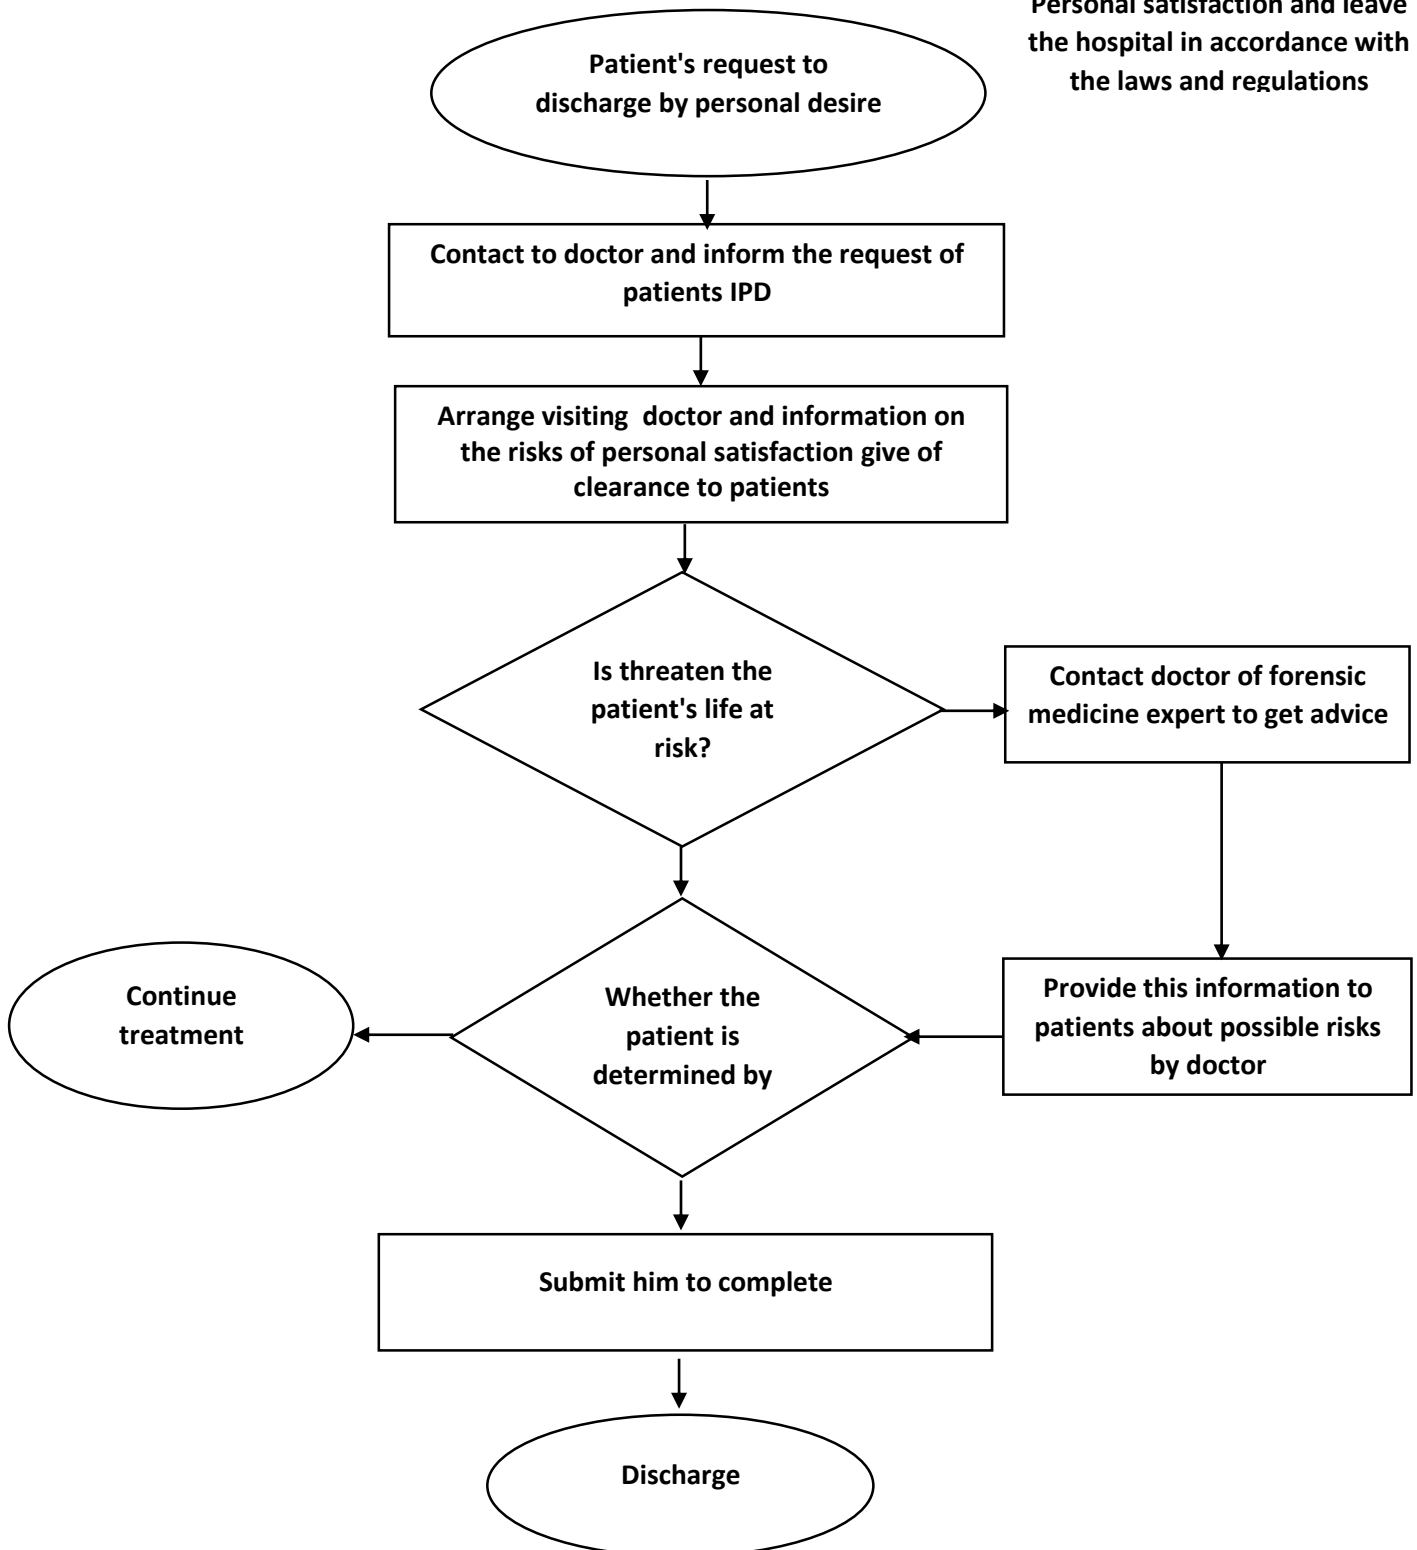 Personal satisfaction and leave
the hospital in accordance with
the laws and regulations
Patient's request to
discharge by personal desire
Contact to doctor and inform the request of
patients IPD
Arrange visiting  doctor and information on
the risks of personal satisfaction give of
clearance to patients
Is threaten the
patient's life at
risk?
Contact doctor of forensic
medicine expert to get advice
Continue
treatment
Whether the
patient is
determined by
Provide this information to
patients about possible risks
by doctor
Submit him to complete
Discharge